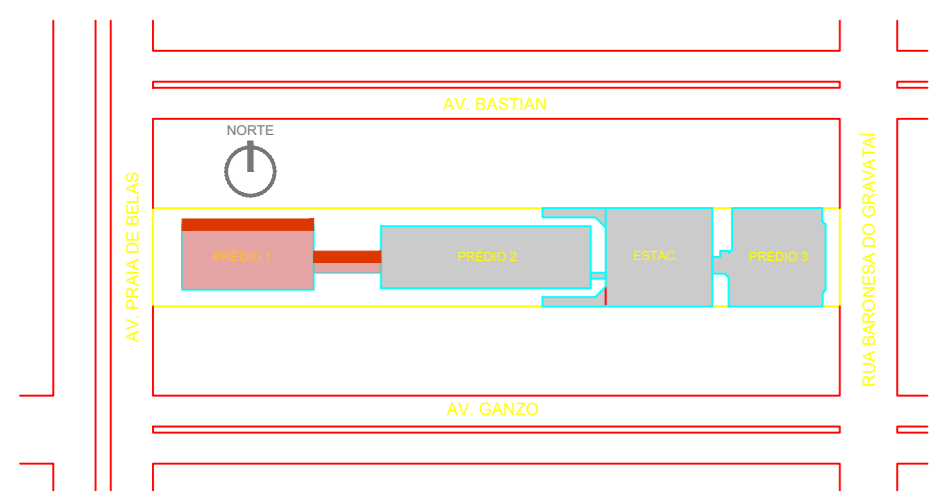 AV. BASTIAN
NORTE
AV. PRAIA DE BELAS
PRÉDIO 1
PRÉDIO 2
ESTAC.
PRÉDIO 3
RUA BARONESA DO GRAVATAÍ
AV. GANZO